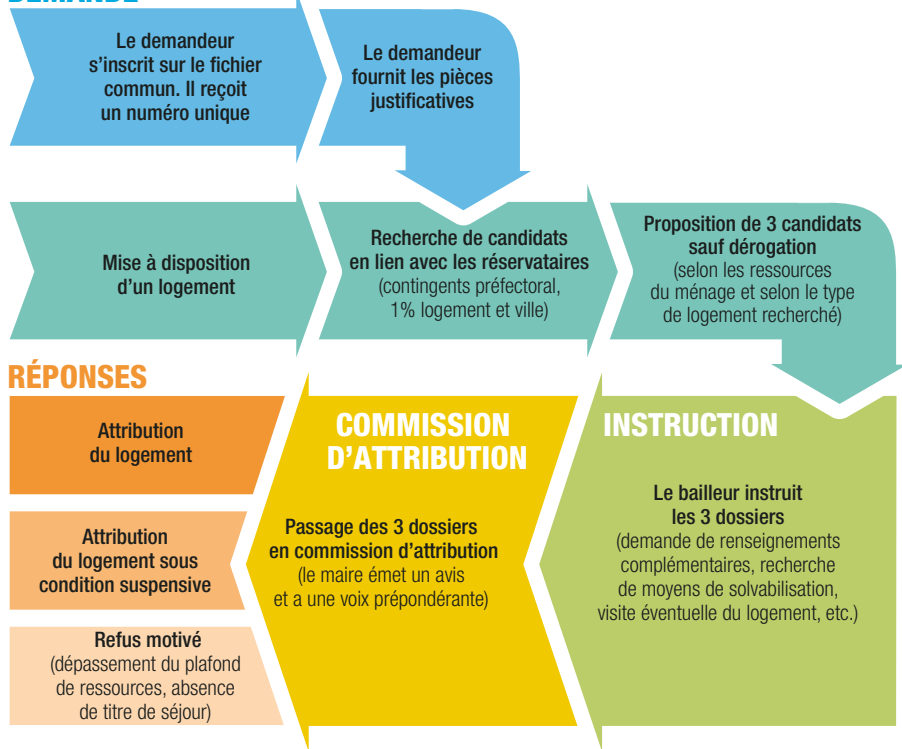 DEMANDE
Le demandeur
s'inscrit sur le fichier
commun. Il reçoit
un numéro unique
Le demandeur
fournit les pièces
justificatives
Mise à disposition
d'un logement
Recherche de candidats
en lien avec les réservataires
(contingents préfectoral,
1% logement et ville)
Proposition de 3 candidats
sauf dérogation
(selon les ressources
du ménage et selon le type
de logement recherché)
RÉPONSES
Attribution
du logement
Attribution
du logement sous
condition suspensive
Refus motivé
(dépassement du plafond
de ressources, absence
de titre de séjour)
COMMISSION
D'ATTRIBUTION
Passage des 3 dossiers
en commission d'attribution
(le maire émet un avis
et a une voix prépondérante)
INSTRUCTION
Le bailleur instruit
les 3 dossiers
(demande de renseignements
complémentaires, recherche
de moyens de solvabilisation,
visite éventuelle du logement, etc.)